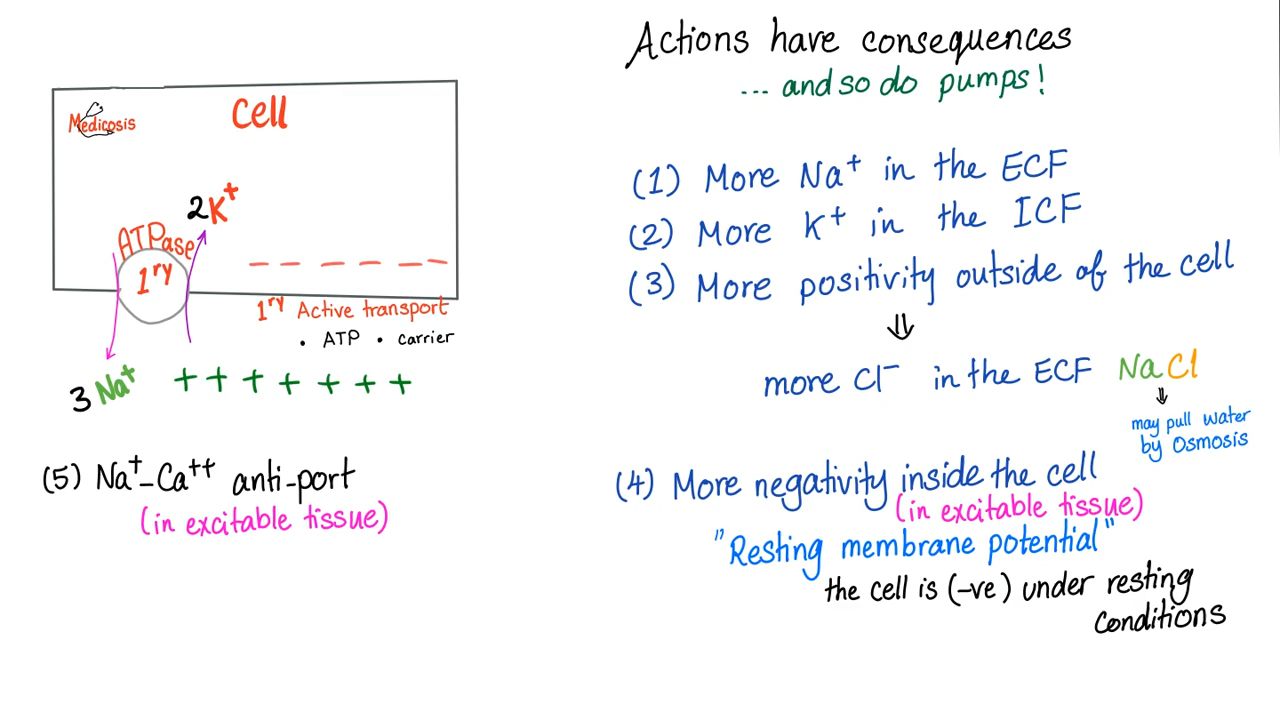 Actions have consequences
... and so do pumps!
Medicosis
Cell
2K+
ATPase
1ry
1ry Active transport
• ATP • carrier
3 Na+
+ + + + + + +
(1) More Na+ in the ECF
(2) More K+ in the ICF
(3) More positivity outside of the cell
⇓
more Cl- in the ECF NaCl
⇓
may pull water
by Osmosis
(4) More negativity inside the cell
(in excitable tissue)
"Resting membrane potential"
the cell is (-ve) under resting
conditions
(5) Na+-Ca++ anti-port
(in excitable tissue)